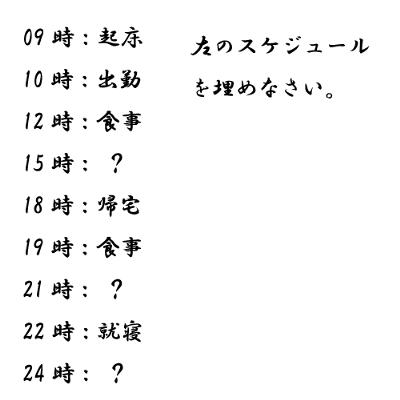 09時：起床
10時：出勤
12時：食事
15時：？
18時：帰宅
19時：食事
21時：？
22時：就寝
24時：？
左のスケジュール
を埋めなさい。